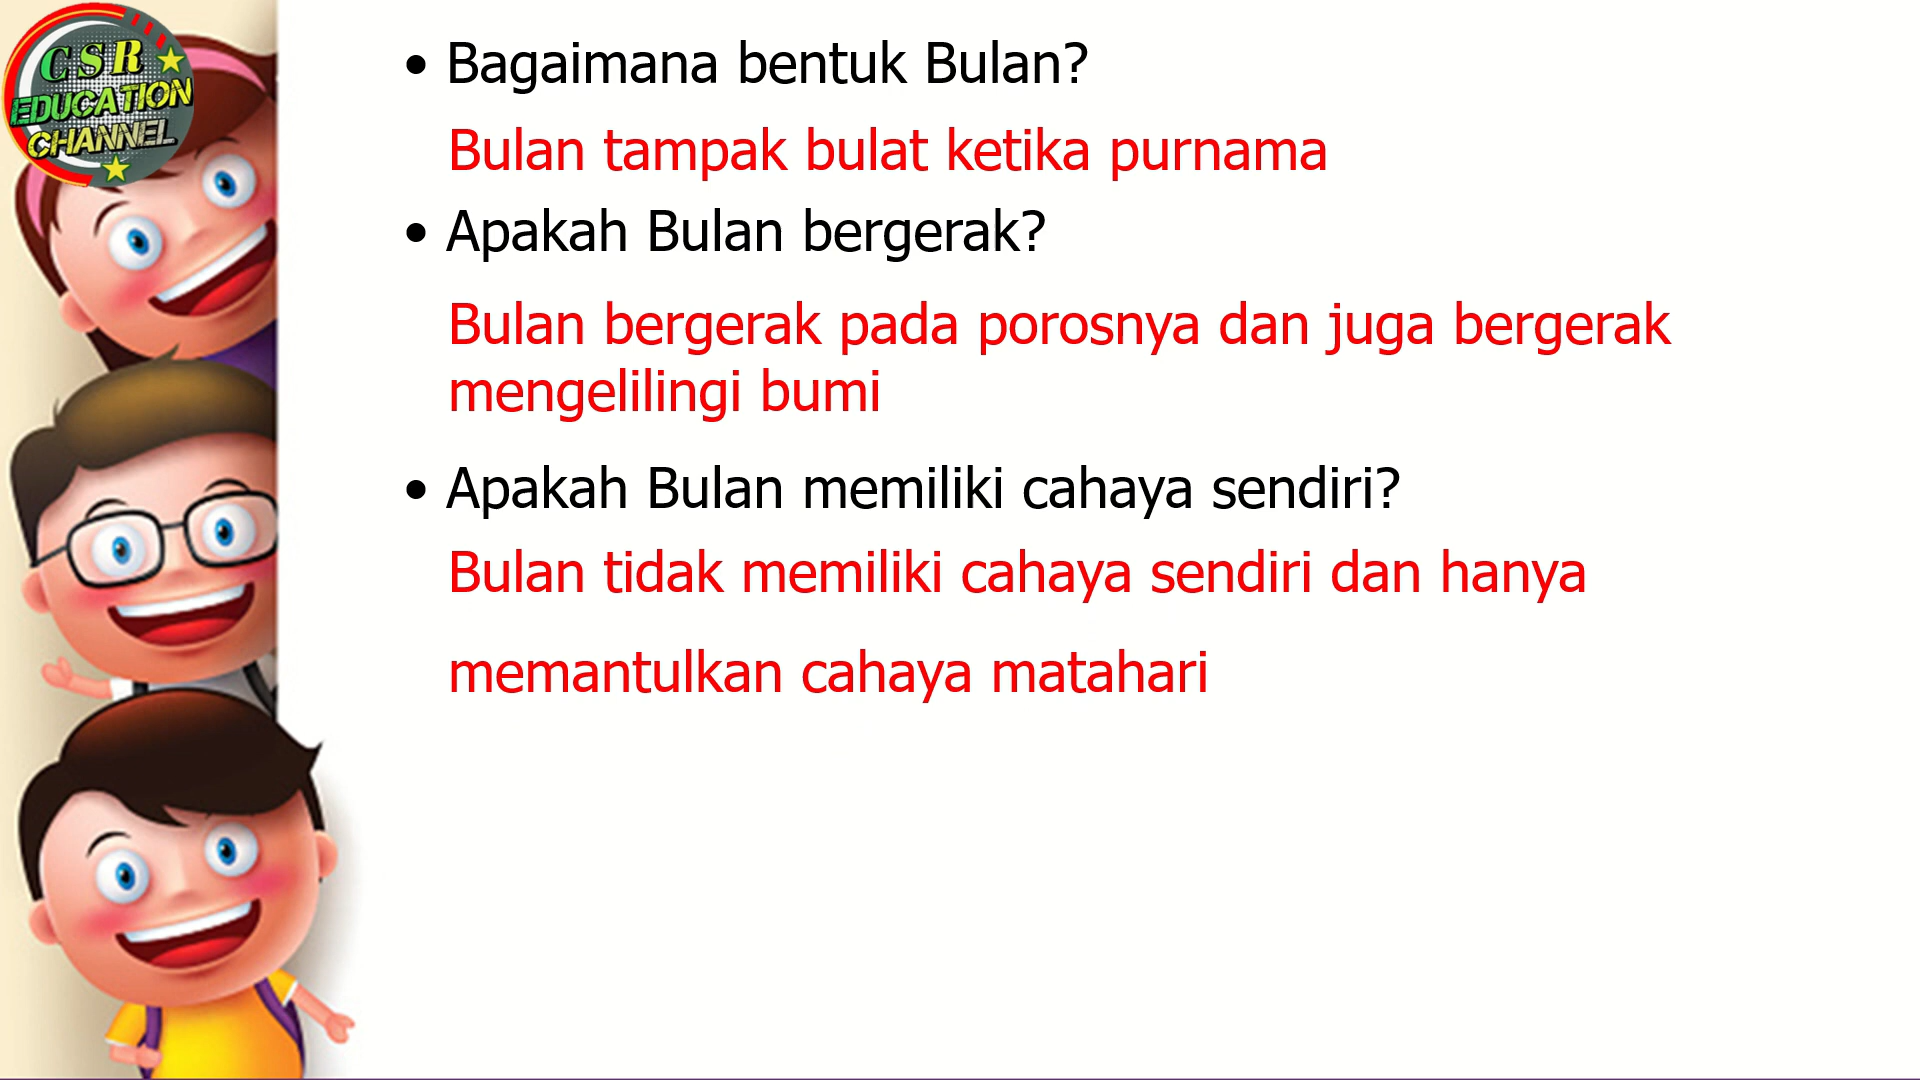 CSR
EDUCATION
CHANNEL
• Bagaimana bentuk Bulan?
Bulan tampak bulat ketika purnama
• Apakah Bulan bergerak?
Bulan bergerak pada porosnya dan juga bergerak
mengelilingi bumi
• Apakah Bulan memiliki cahaya sendiri?
Bulan tidak memiliki cahaya sendiri dan hanya
memantulkan cahaya matahari